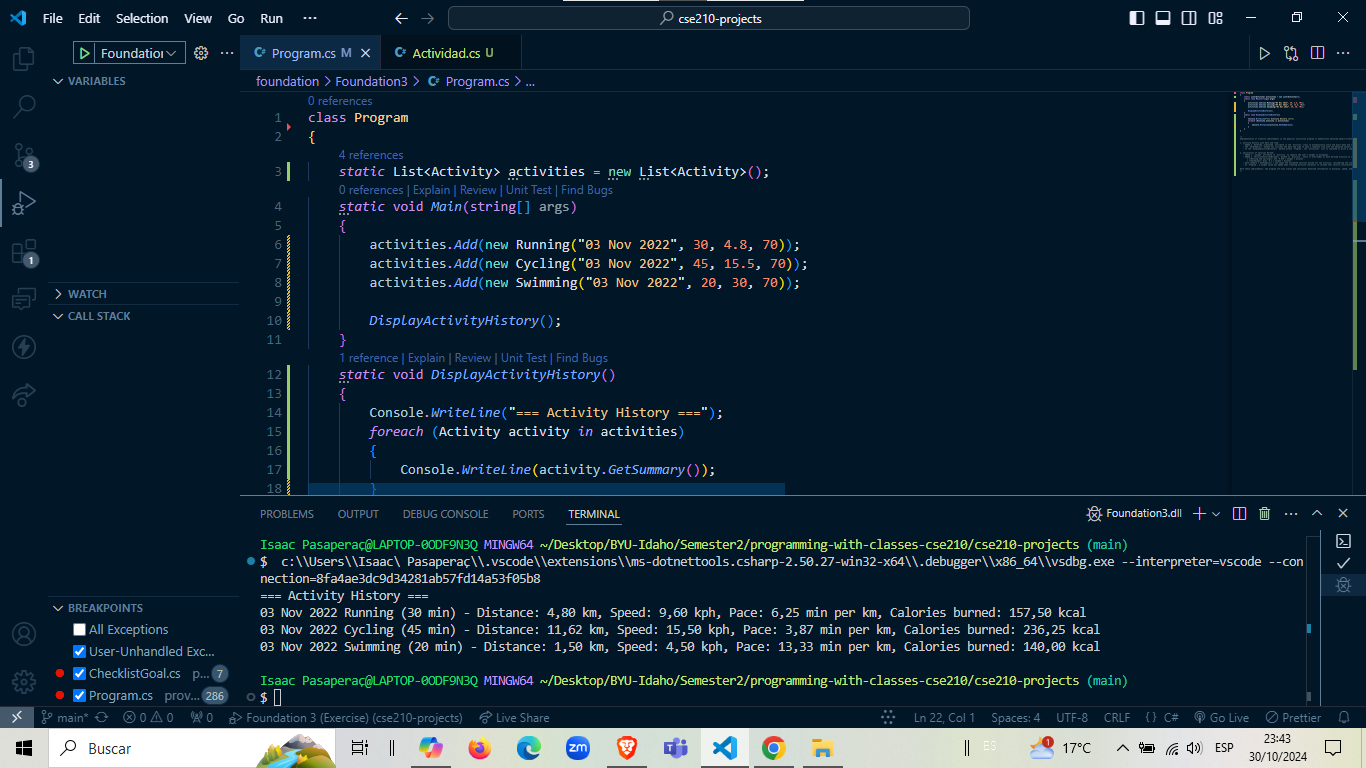 File Edit Selection View Go Run ···
cse210-projects
Foundation
Program.cs M
Actividad.cs U
VARIABLES
foundation > Foundation3 > Program.cs > ...
0 references
1 class Program
2 {
4 references
3 static List<Activity> activities = new List<Activity>();
0 references | Explain | Review | Unit Test | Find Bugs
4 static void Main(string[] args)
5 {
6 activities.Add(new Running("03 Nov 2022", 30, 4.8, 70));
7 activities.Add(new Cycling("03 Nov 2022", 45, 15.5, 70));
8 activities.Add(new Swimming("03 Nov 2022", 20, 30, 70));
9
10 DisplayActivityHistory();
11 }
1 reference | Explain | Review | Unit Test | Find Bugs
12 static void DisplayActivityHistory()
13 {
14 Console.WriteLine("=== Activity History ===");
15 foreach (Activity activity in activities)
16 {
17 Console.WriteLine(activity.GetSummary());
18 }
3
1
WATCH
CALL STACK
BREAKPOINTS
All Exceptions
User-Unhandled Exc...
ChecklistGoal.cs p... 7
Program.cs prov... 286
PROBLEMS OUTPUT DEBUG CONSOLE PORTS TERMINAL
Foundation3.dll
Isaac Pasaperaç@LAPTOP-0ODF9N3Q MINGW64 ~/Desktop/BYU-Idaho/Semester2/programming-with-classes-cse210/cse210-projects (main)
$ c:\\Users\\Isaac\ Pasaperaç\\.vscode\\extensions\\ms-dotnettools.csharp-2.50.27-win32-x64\\.debugger\\x86_64\\vsdbg.exe --interpreter=vscode --con
nection=8fa4ae3dc9d34281ab57fd14a53f05b8
=== Activity History ===
03 Nov 2022 Running (30 min) - Distance: 4,80 km, Speed: 9,60 kph, Pace: 6,25 min per km, Calories burned: 157,50 kcal
03 Nov 2022 Cycling (45 min) - Distance: 11,62 km, Speed: 15,50 kph, Pace: 3,87 min per km, Calories burned: 236,25 kcal
03 Nov 2022 Swimming (20 min) - Distance: 1,50 km, Speed: 4,50 kph, Pace: 13,33 min per km, Calories burned: 140,00 kcal
Isaac Pasaperaç@LAPTOP-0ODF9N3Q MINGW64 ~/Desktop/BYU-Idaho/Semester2/programming-with-classes-cse210/cse210-projects (main)
$
main* 0 0 0 Foundation 3 (Exercise) (cse210-projects) Live Share
Ln 22, Col 1 Spaces: 4 UTF-8 CRLF {} C# Go Live Prettier
Buscar
zm
1
17°C
ES
ESP
23:43
30/10/2024